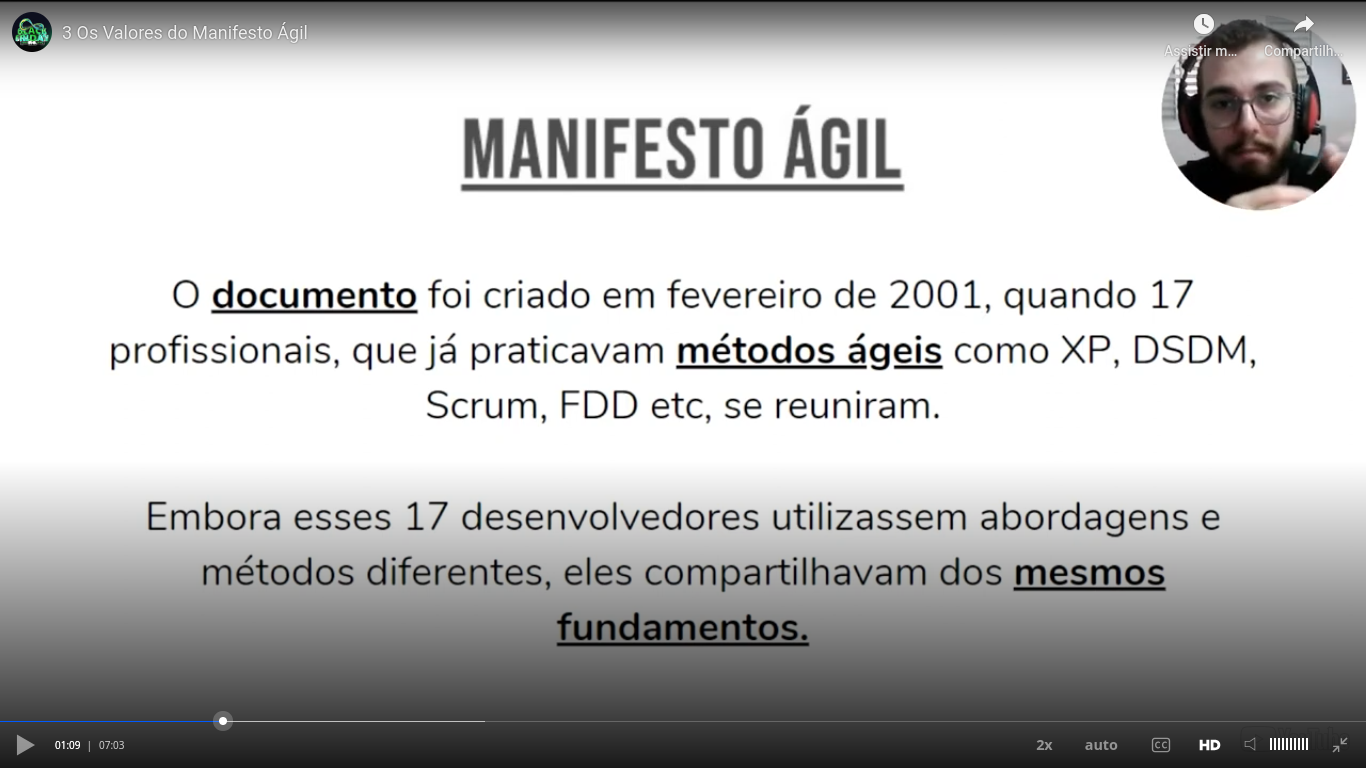 3 Os Valores do Manifesto Ágil
Assistir m...
Compartilh...
MANIFESTO ÁGIL
O documento foi criado em fevereiro de 2001, quando 17
profissionais, que já praticavam métodos ágeis como XP, DSDM,
Scrum, FDD etc, se reuniram.
Embora esses 17 desenvolvedores utilizassem abordagens e
métodos diferentes, eles compartilhavam dos mesmos
fundamentos.
01:09 | 07:03
2x
auto
CC
HD